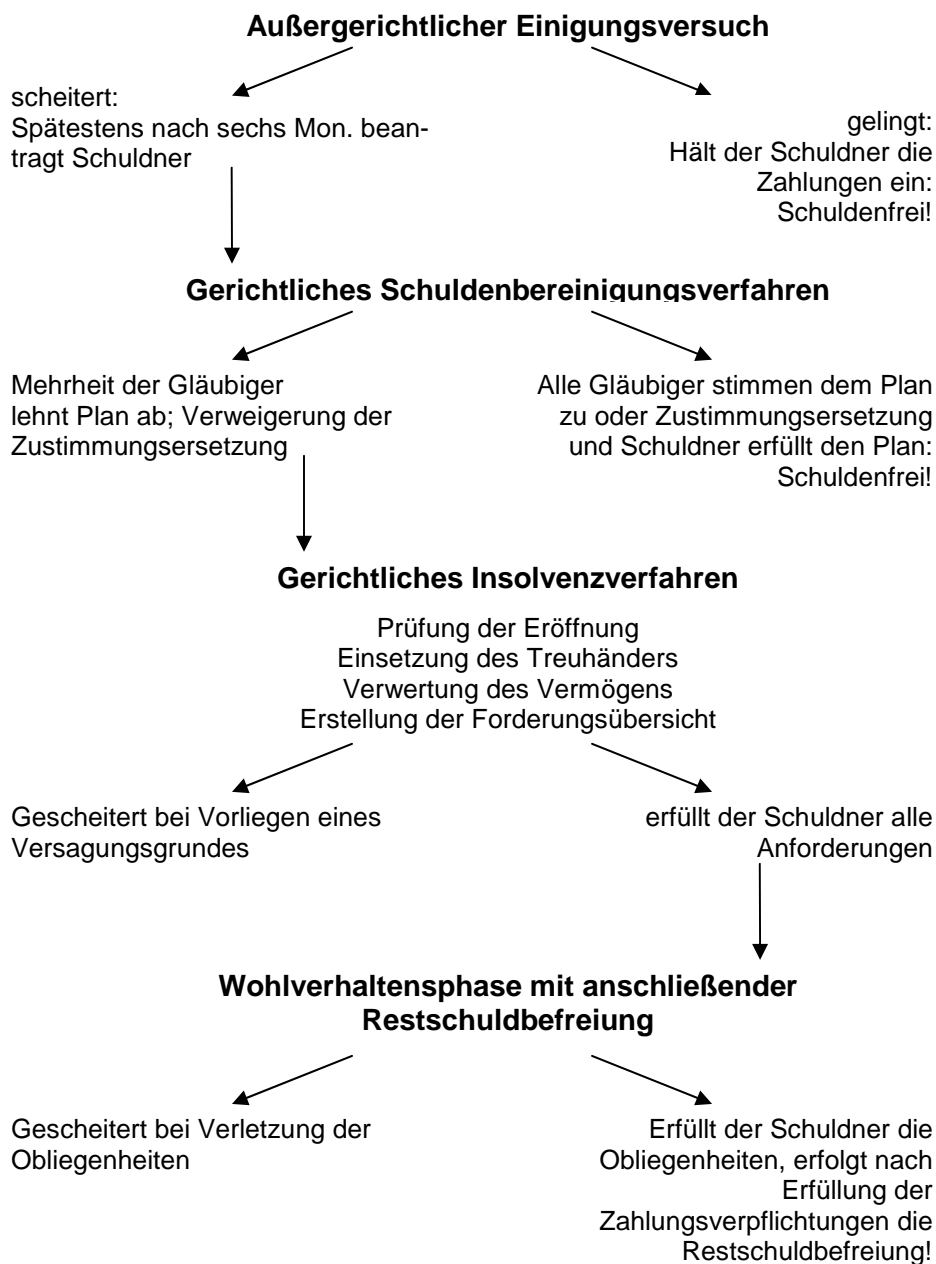 Außergerichtlicher Einigungsversuch
scheitert:
Spätestens nach sechs Mon. bean-
tragt Schuldner
gelingt:
Hält der Schuldner die
Zahlungen ein:
Schuldenfrei!
Gerichtliches Schuldenbereinigungsverfahren
Mehrheit der Gläubiger
lehnt Plan ab; Verweigerung der
Zustimmungsersetzung
Alle Gläubiger stimmen dem Plan
zu oder Zustimmungsersetzung
und Schuldner erfüllt den Plan:
Schuldenfrei!
Gerichtliches Insolvenzverfahren
Prüfung der Eröffnung
Einsetzung des Treuhänders
Verwertung des Vermögens
Erstellung der Forderungsübersicht
Gescheitert bei Vorliegen eines
Versagungsgrundes
erfüllt der Schuldner alle
Anforderungen
Wohlverhaltensphase mit anschließender
Restschuldbefreiung
Gescheitert bei Verletzung der
Obliegenheiten
Erfüllt der Schuldner die
Obliegenheiten, erfolgt nach
Erfüllung der
Zahlungsverpflichtungen die
Restschuldbefreiung!